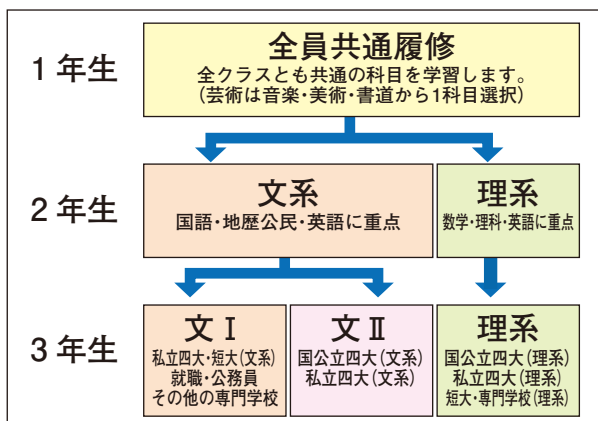 1年生
全員共通履修
全クラスとも共通の科目を学習します。
(芸術は音楽・美術・書道から1科目選択)
2年生
文系
国語・地歴公民・英語に重点
理系
数学・理科・英語に重点
3年生
文Ⅰ
私立四大・短大(文系)
就職・公務員
その他の専門学校
文Ⅱ
国公立四大(文系)
私立四大(文系)
理系
国公立四大(理系)
私立四大(理系)
短大・専門学校(理系)